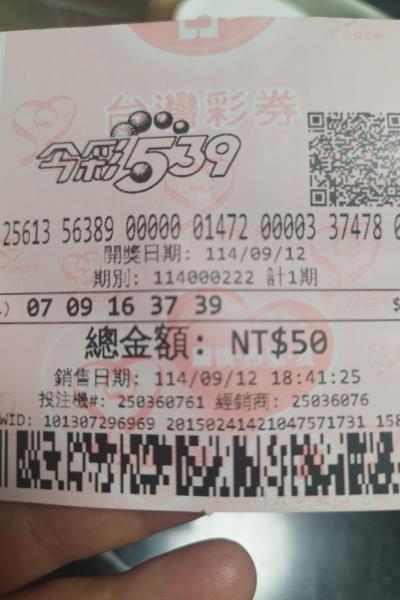 台灣彩券
今彩539
25613 56389 00000 01472 00003 37478
開獎日期: 114/09/12
期別: 114000222 計1期
07 09 16 37 39
總金額: NT$50
銷售日期: 114/09/12 18:41:25
投注機#: 250360761 經銷商: 25036076
WID: 101307296969 20150241421047571731 158